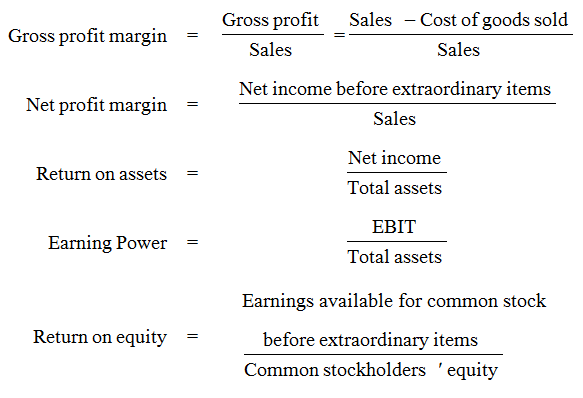 Gross profit margin = Gross profit / Sales = Sales − Cost of goods sold / Sales
Net profit margin = Net income before extraordinary items / Sales
Return on assets = Net income / Total assets
Earning Power = EBIT / Total assets
Earnings available for common stock
Return on equity = before extraordinary items / Common stockholders ′ equity